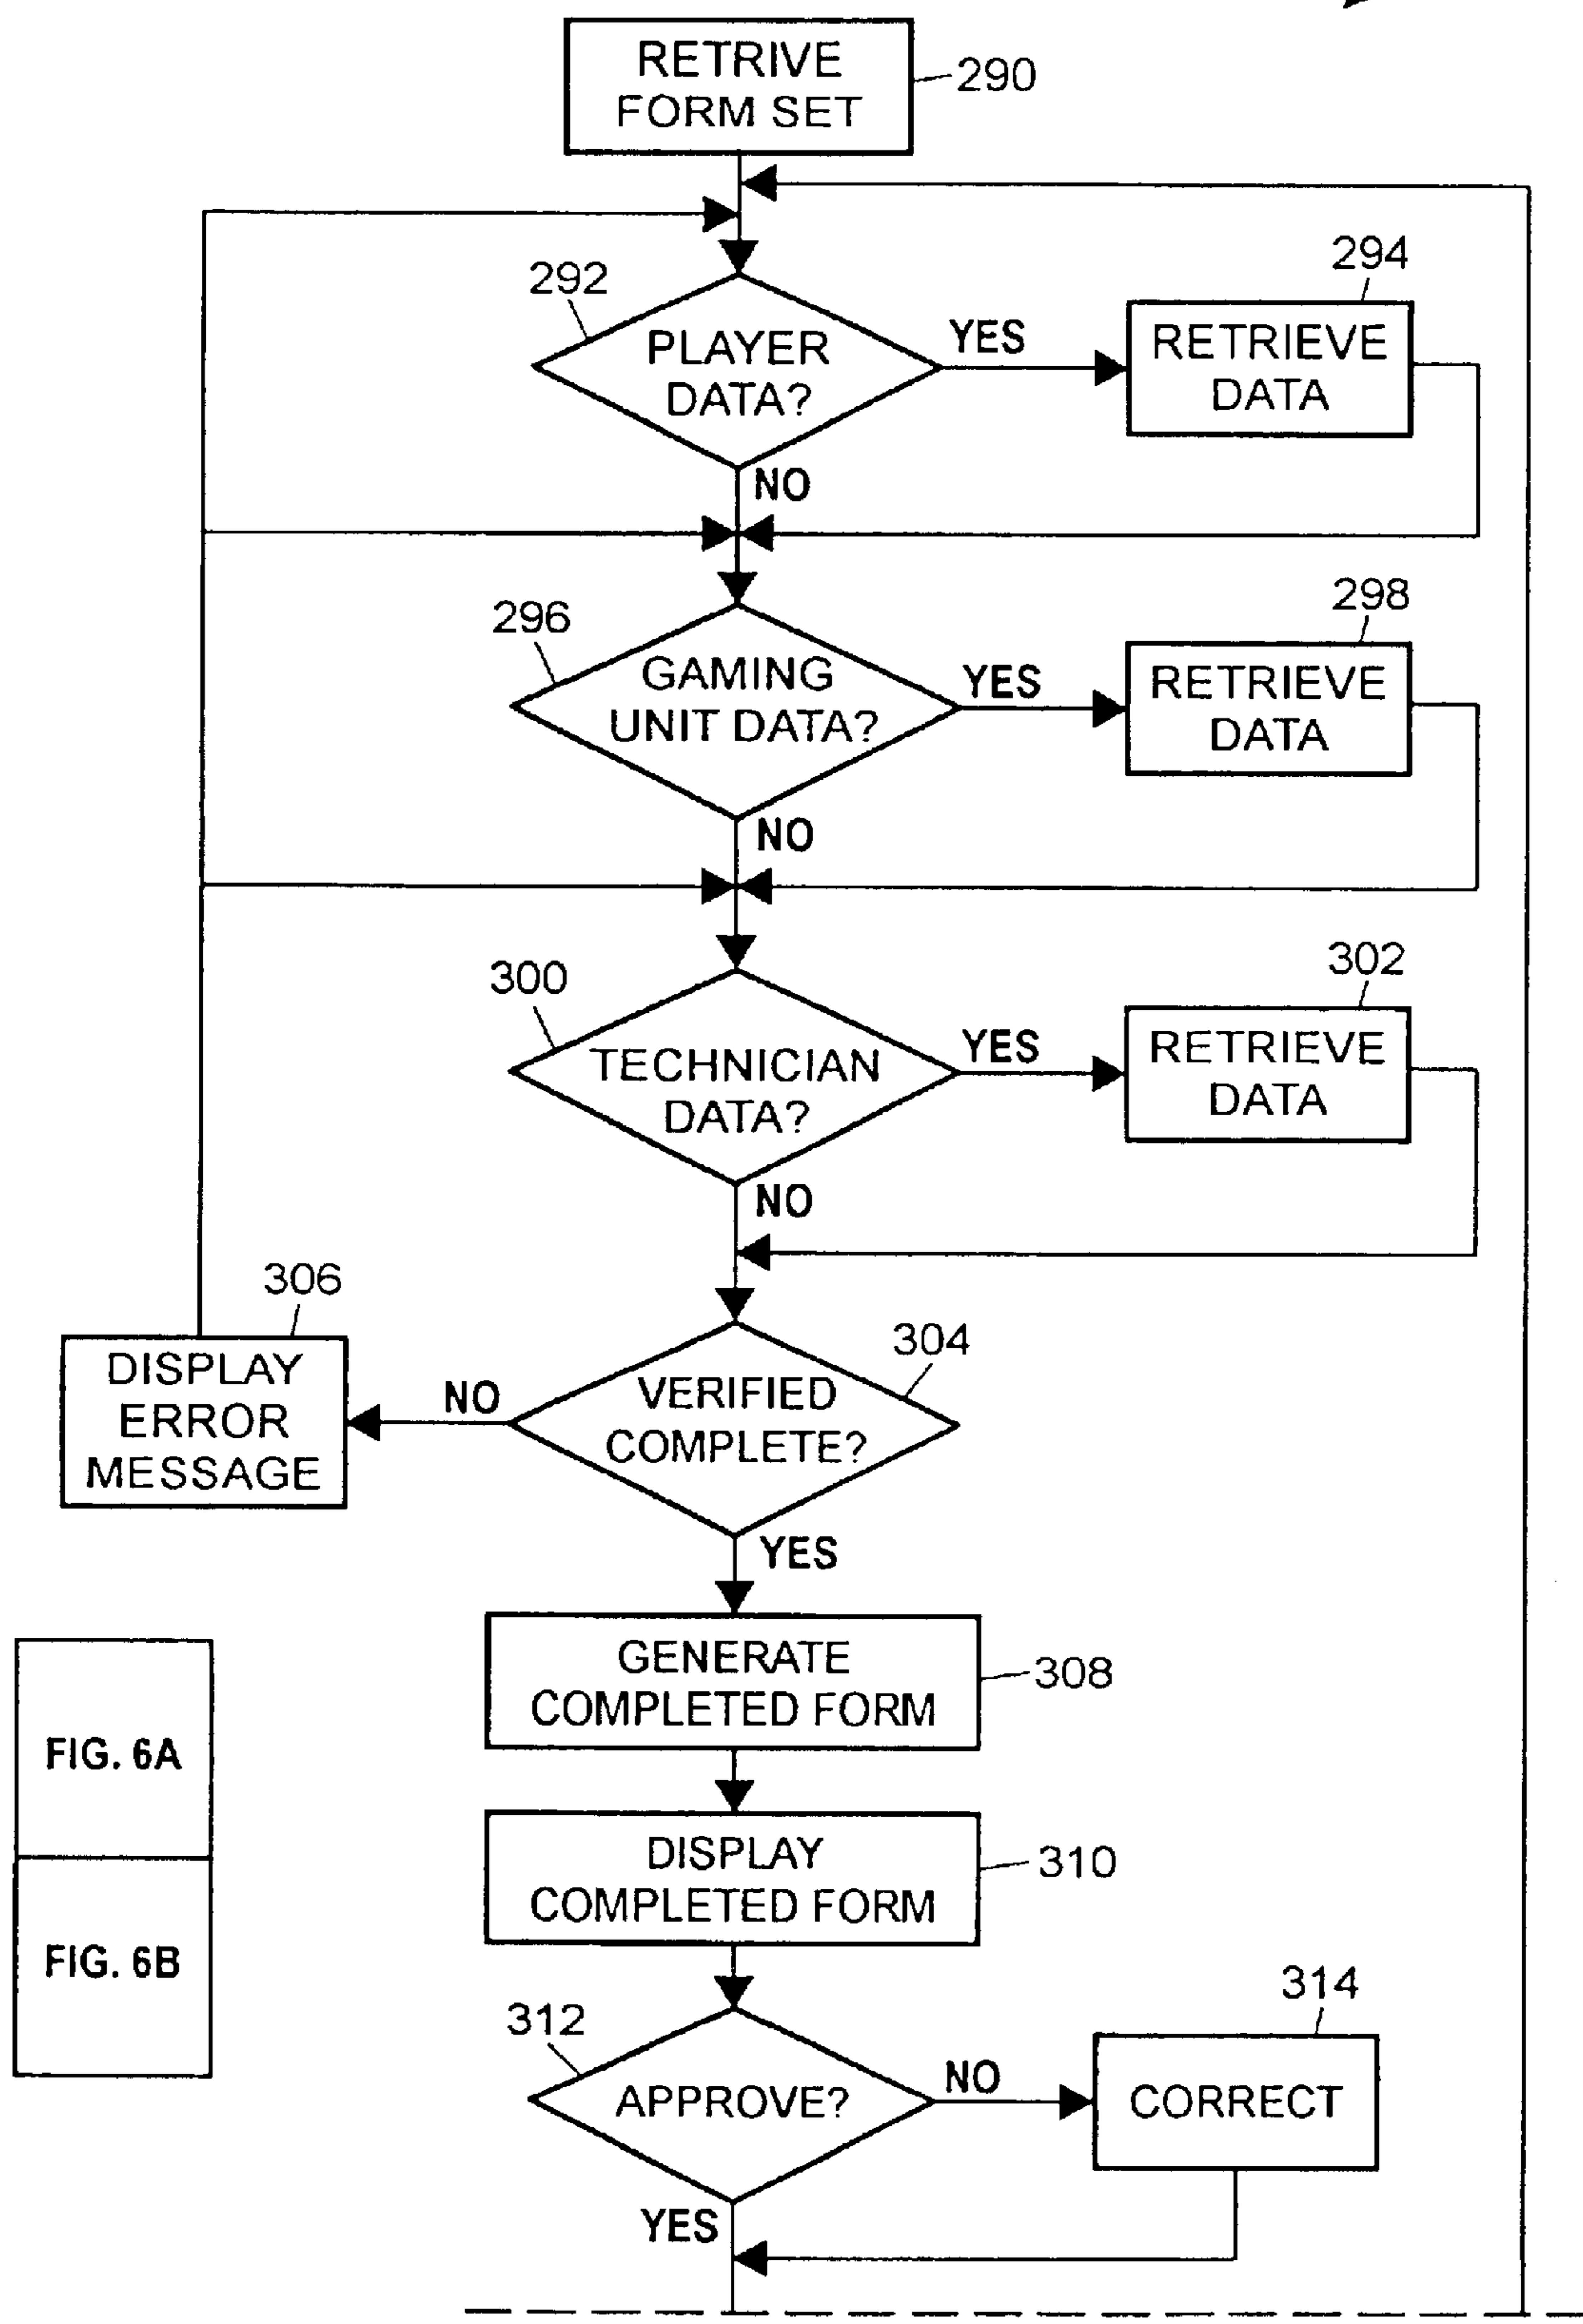 RETRIVE
FORM SET
290
292
PLAYER
DATA?
YES
294
RETRIEVE
DATA
NO
296
GAMING
UNIT DATA?
YES
298
RETRIEVE
DATA
NO
300
TECHNICIAN
DATA?
YES
302
RETRIEVE
DATA
NO
306
DISPLAY
ERROR
MESSAGE
NO
304
VERIFIED
COMPLETE?
YES
GENERATE
COMPLETED FORM
308
FIG. 6A
DISPLAY
COMPLETED FORM
310
FIG. 6B
312
APPROVE?
NO
314
CORRECT
YES